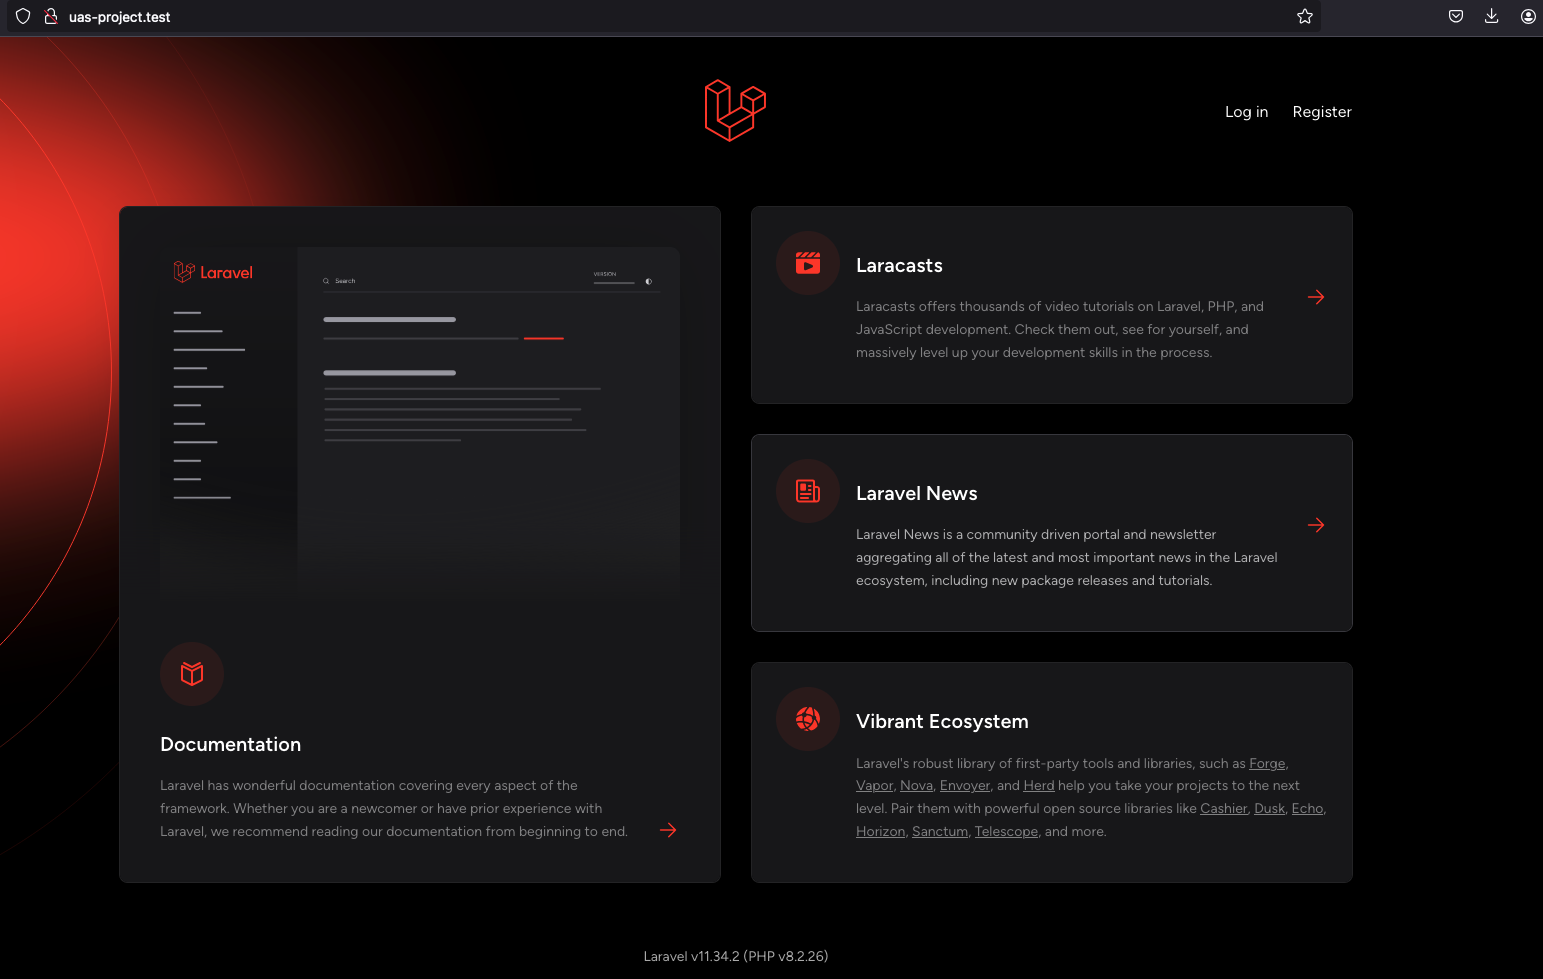 uas-project.test
Log in
Register
Laravel
Search
VERSION
Documentation
Laravel has wonderful documentation covering every aspect of the
framework. Whether you are a newcomer or have prior experience with
Laravel, we recommend reading our documentation from beginning to end.
Laracasts
Laracasts offers thousands of video tutorials on Laravel, PHP, and
JavaScript development. Check them out, see for yourself, and
massively level up your development skills in the process.
Laravel News
Laravel News is a community driven portal and newsletter
aggregating all of the latest and most important news in the Laravel
ecosystem, including new package releases and tutorials.
Vibrant Ecosystem
Laravel's robust library of first-party tools and libraries, such as Forge,
Vapor, Nova, Envoyer, and Herd help you take your projects to the next
level. Pair them with powerful open source libraries like Cashier, Dusk, Echo,
Horizon, Sanctum, Telescope, and more.
Laravel v11.34.2 (PHP v8.2.26)